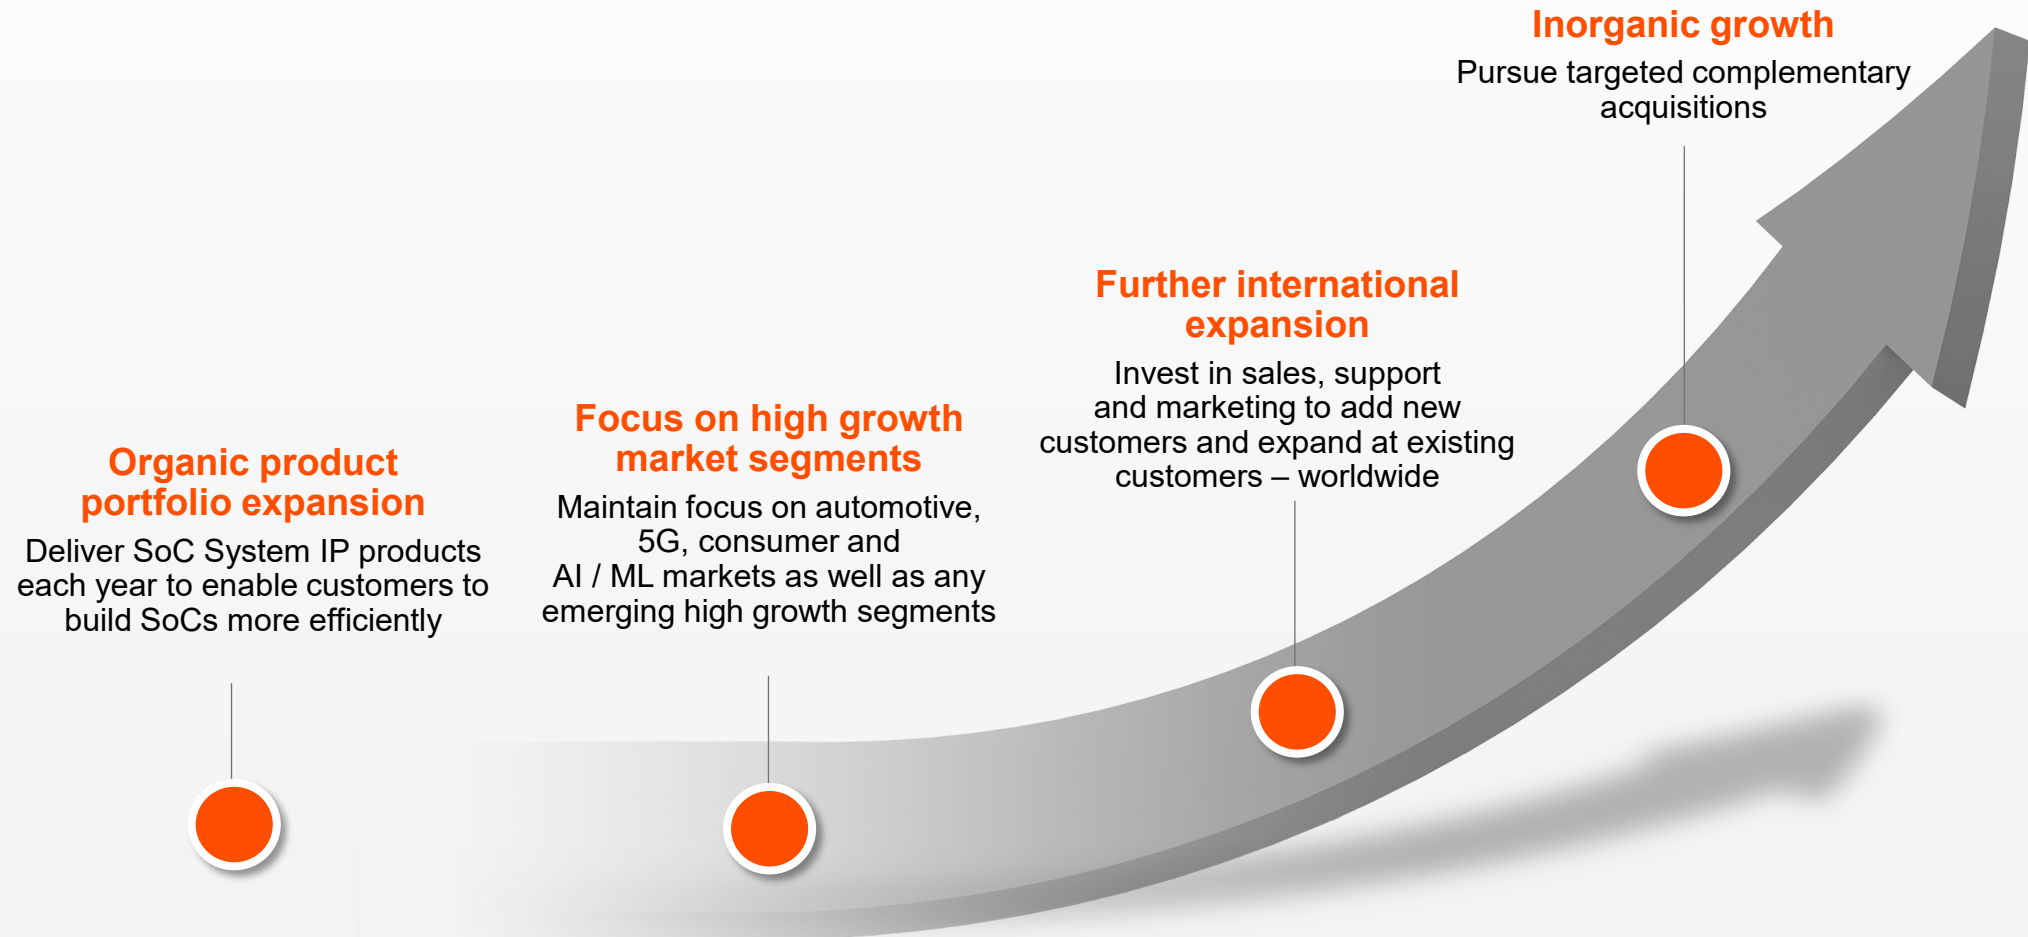 Organic product
portfolio expansion
Deliver SoC System IP products
each year to enable customers to
build SoCs more efficiently
Focus on high growth
market segments
Maintain focus on automotive,
5G, consumer and
AI / ML markets as well as any
emerging high growth segments
Further international
expansion
Invest in sales, support
and marketing to add new
customers and expand at existing
customers – worldwide
Inorganic growth
Pursue targeted complementary
acquisitions